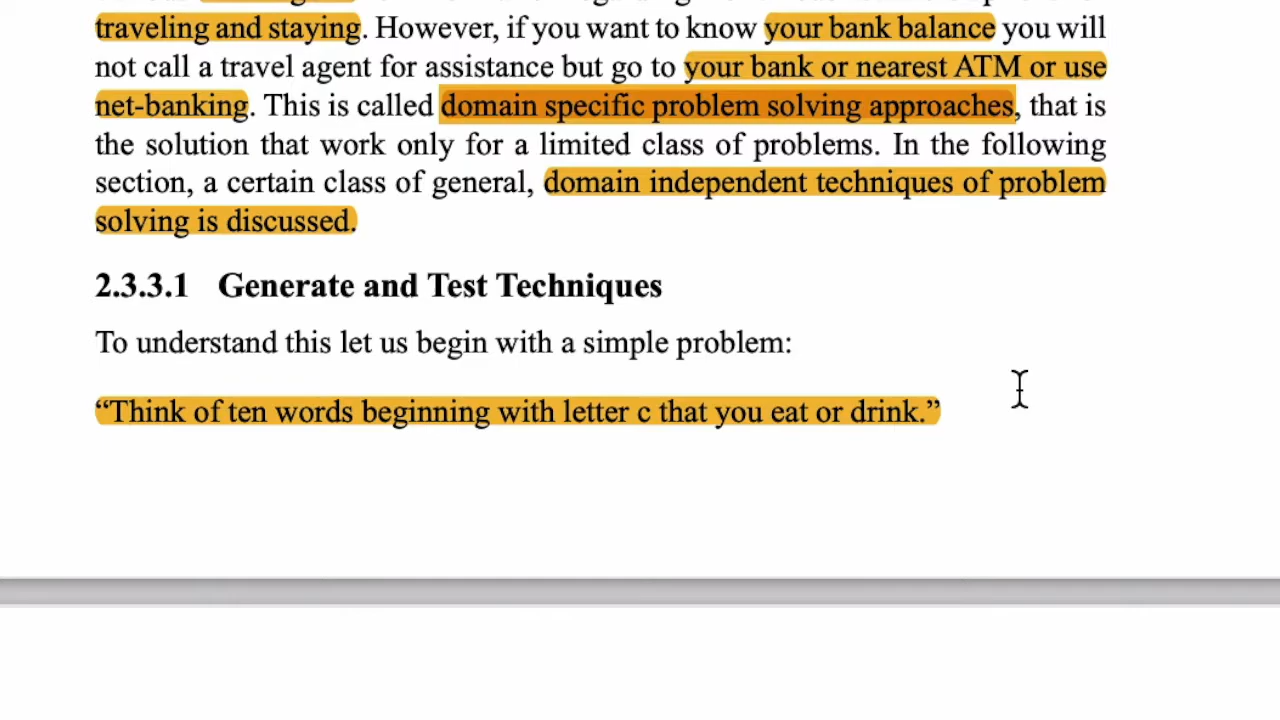 traveling and staying. However, if you want to know your bank balance you will
not call a travel agent for assistance but go to your bank or nearest ATM or use
net-banking. This is called domain specific problem solving approaches, that is
the solution that work only for a limited class of problems. In the following
section, a certain class of general, domain independent techniques of problem
solving is discussed.
2.3.3.1 Generate and Test Techniques
To understand this let us begin with a simple problem:
“Think of ten words beginning with letter c that you eat or drink.”